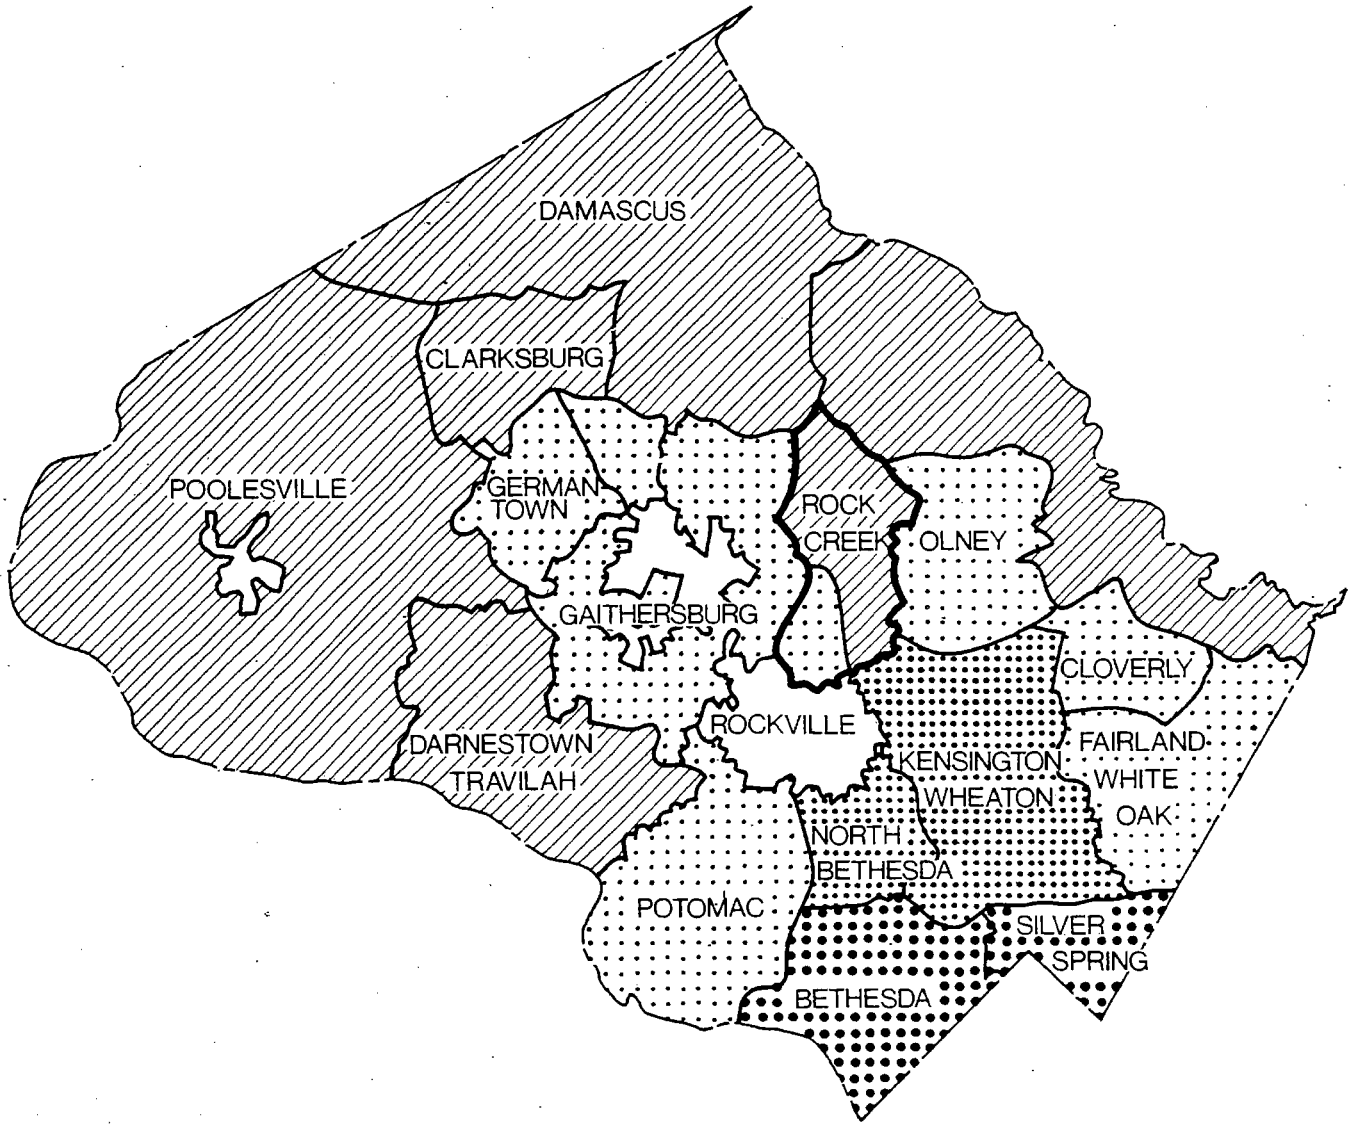 DAMASCUS
CLARKSBURG
POOLESVILLE
GERMAN
TOWN
ROCK
CREEK
OLNEY
GAITHERSBURG
CLOVERLY
ROCKVILLE
DARNESTOWN
TRAVILAH
KENSINGTON
WHEATON
FAIRLAND
WHITE
OAK
NORTH
BETHESDA
POTOMAC
SILVER
SPRING
BETHESDA